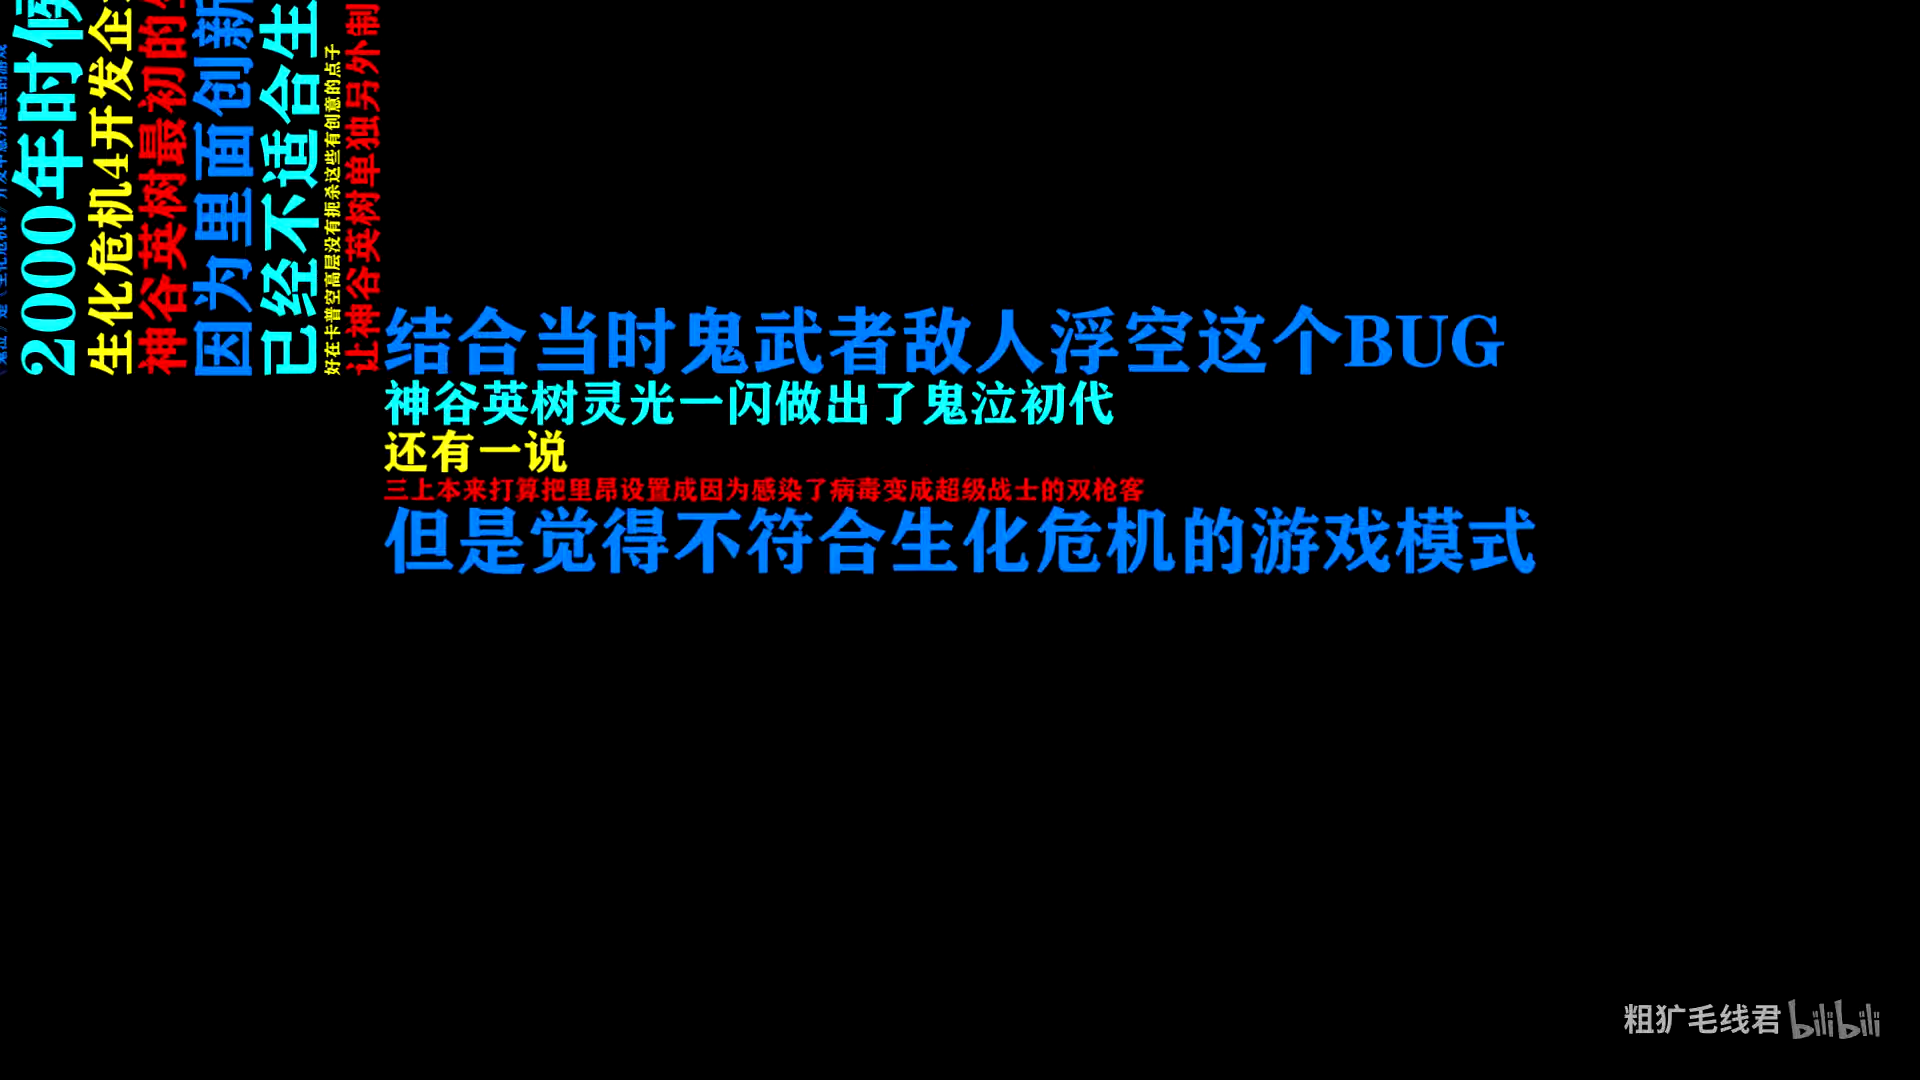 2000年时候
生化危机4开发企
神谷英树最初的
因为里面创新
已经不适合生
好在卡普空高层没有扼杀这些有创意的点子
让神谷英树单独另外制
结合当时鬼武者敌人浮空这个BUG
神谷英树灵光一闪做出了鬼泣初代
还有一说
三上本来打算把里昂设置成因为感染了病毒变成超级战士的双枪客
但是觉得不符合生化危机的游戏模式
粗犷毛线君 bilibili